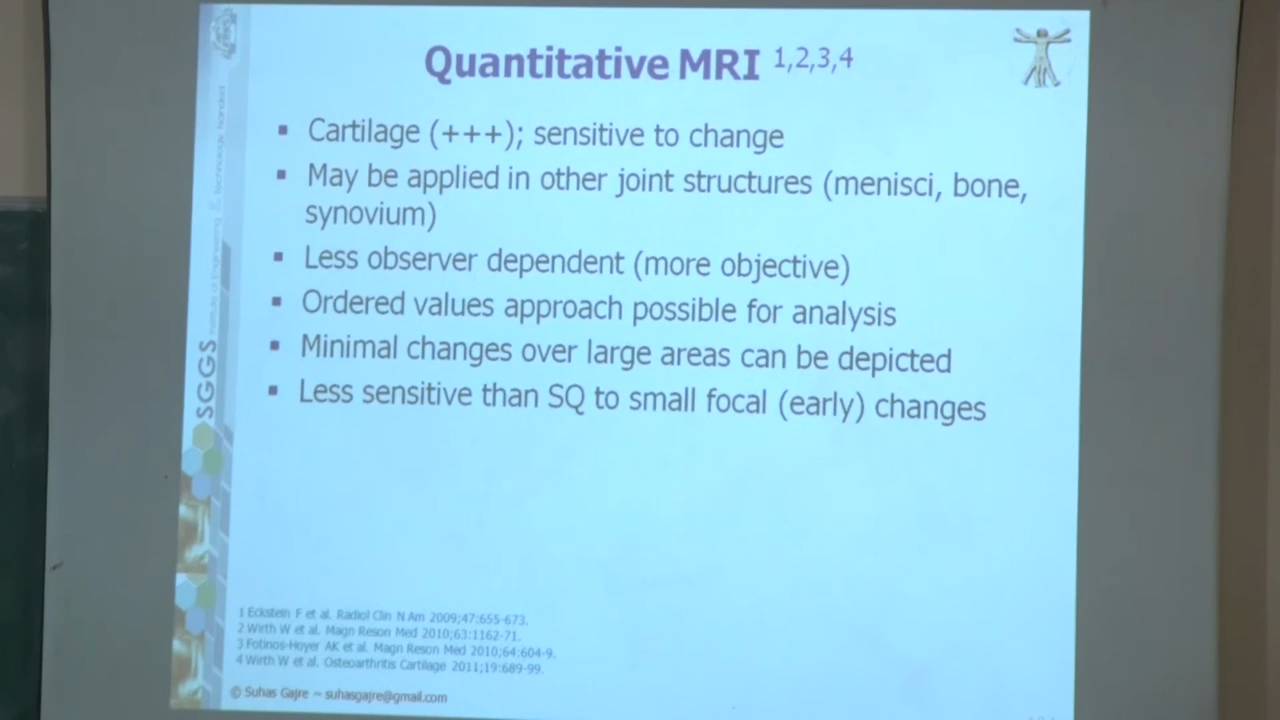 Quantitative MRI 1,2,3,4
▪ Cartilage (+++); sensitive to change
▪ May be applied in other joint structures (menisci, bone,
synovium)
▪ Less observer dependent (more objective)
▪ Ordered values approach possible for analysis
▪ Minimal changes over large areas can be depicted
▪ Less sensitive than SQ to small focal (early) changes
SGGS Institute of Engineering & Technology, Nanded
1 Eckstein F et al. Radiol Clin N Am 2009;47:655-673.
2 Wirth W et al. Magn Reson Med 2010;63:1162-71.
3 Fotinos-Hoyer AK et al. Magn Reson Med 2010;64:604-9.
4 Wirth W et al. Osteoarthritis Cartilage 2011;19:689-99.
© Suhas Gajre – suhasgajre@gmail.com